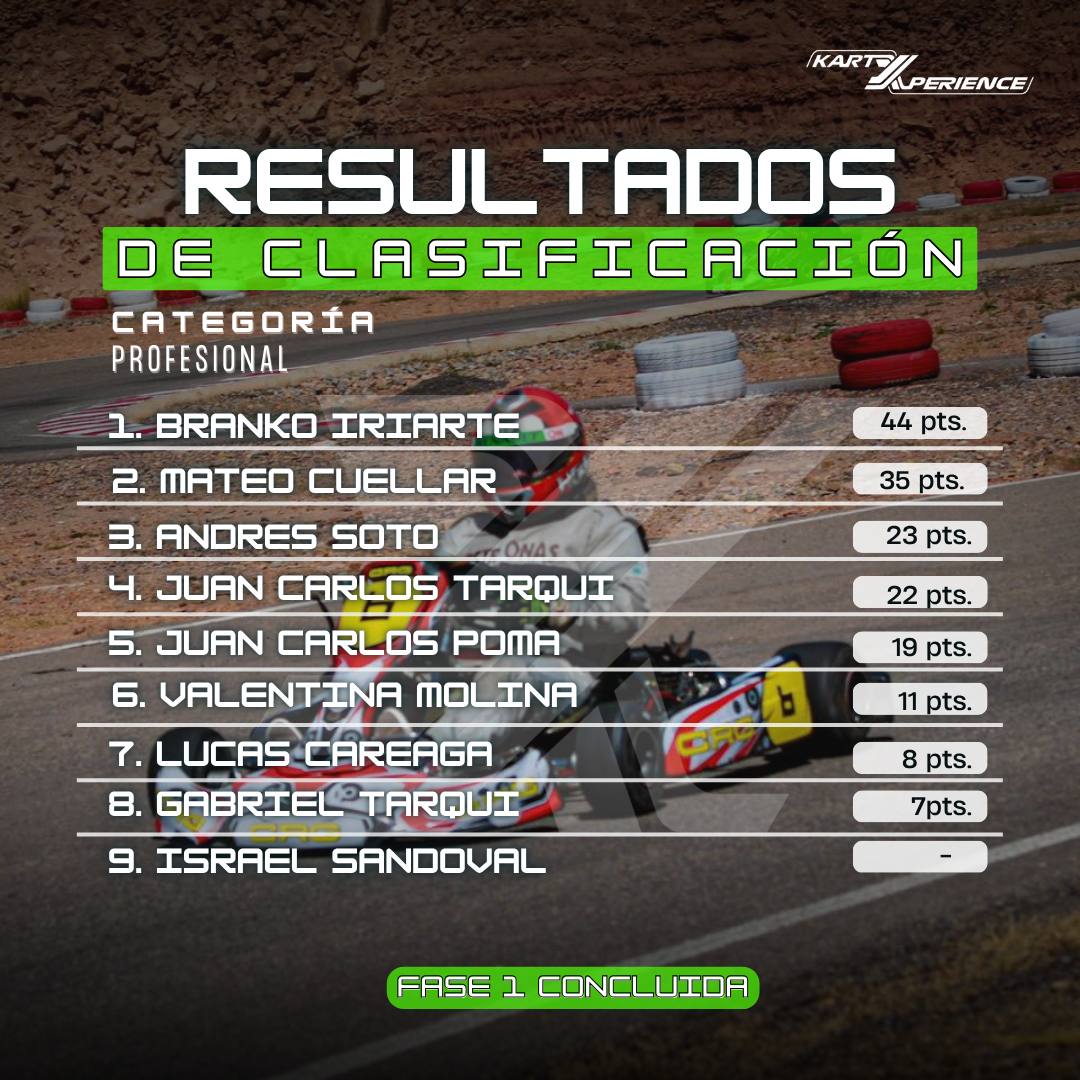 KART XPERIENCE
RESULTADOS
DE CLASIFICACIÓN
CATEGORÍA
PROFESIONAL
1. BRANKO IRIARTE 44 pts.
2. MATEO CUELLAR 35 pts.
3. ANDRES SOTO 23 pts.
4. JUAN CARLOS TARQUI 22 pts.
5. JUAN CARLOS POMA 19 pts.
6. VALENTINA MOLINA 11 pts.
7. LUCAS CAREAGA 8 pts.
8. GABRIEL TARQUI 7pts.
9. ISRAEL SANDOVAL -
CRG
CRG
FASE 1 CONCLUIDA